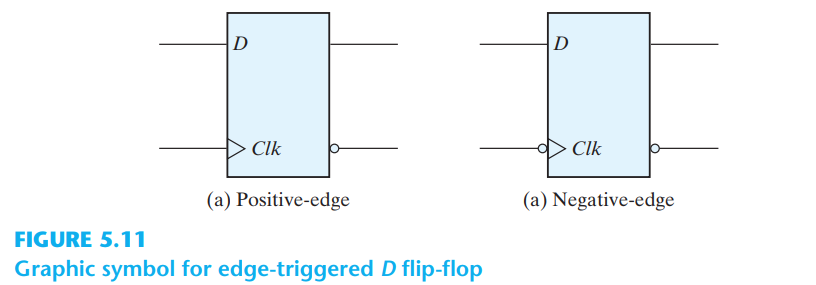 D
D
Clk
Clk
(a) Positive-edge
(a) Negative-edge
FIGURE 5.11
Graphic symbol for edge-triggered D flip-flop